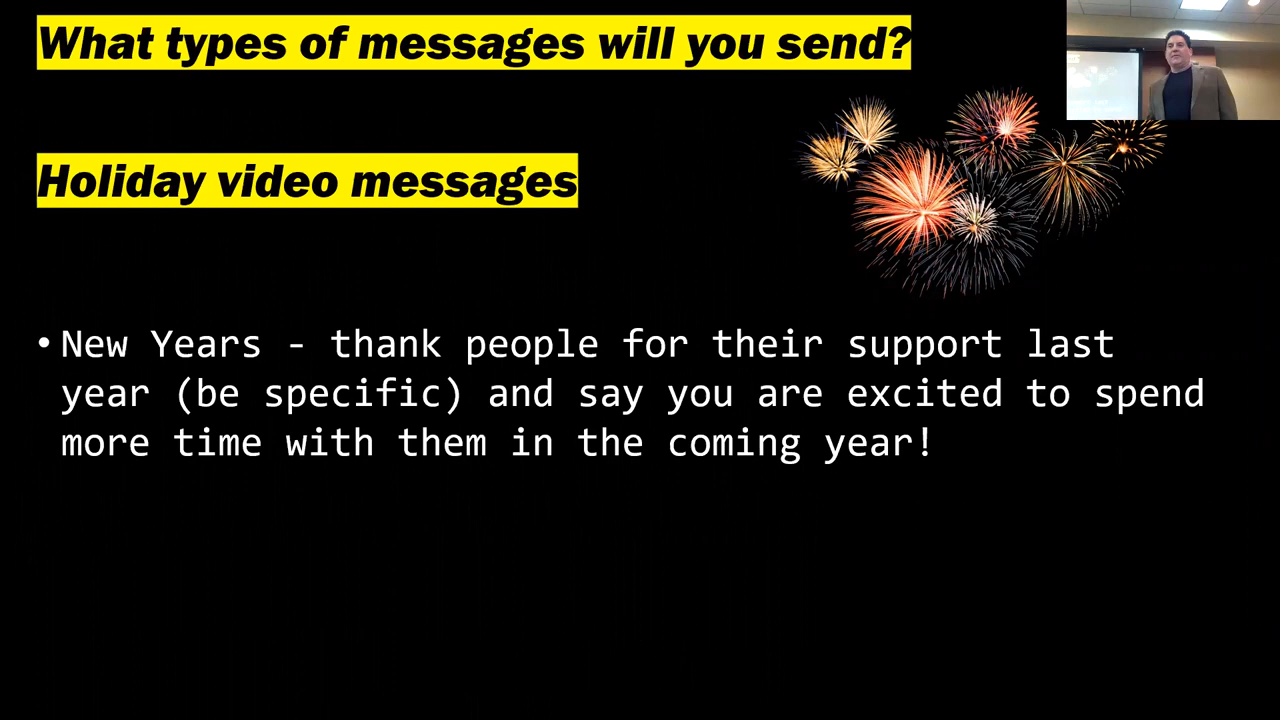 What types of messages will you send?
Holiday video messages
• New Years - thank people for their support last
year (be specific) and say you are excited to spend
more time with them in the coming year!